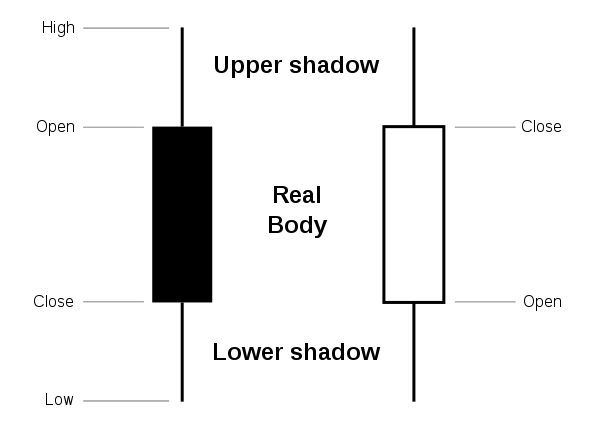 High
Upper shadow
Open
Close
Real
Body
Close
Open
Lower shadow
Low